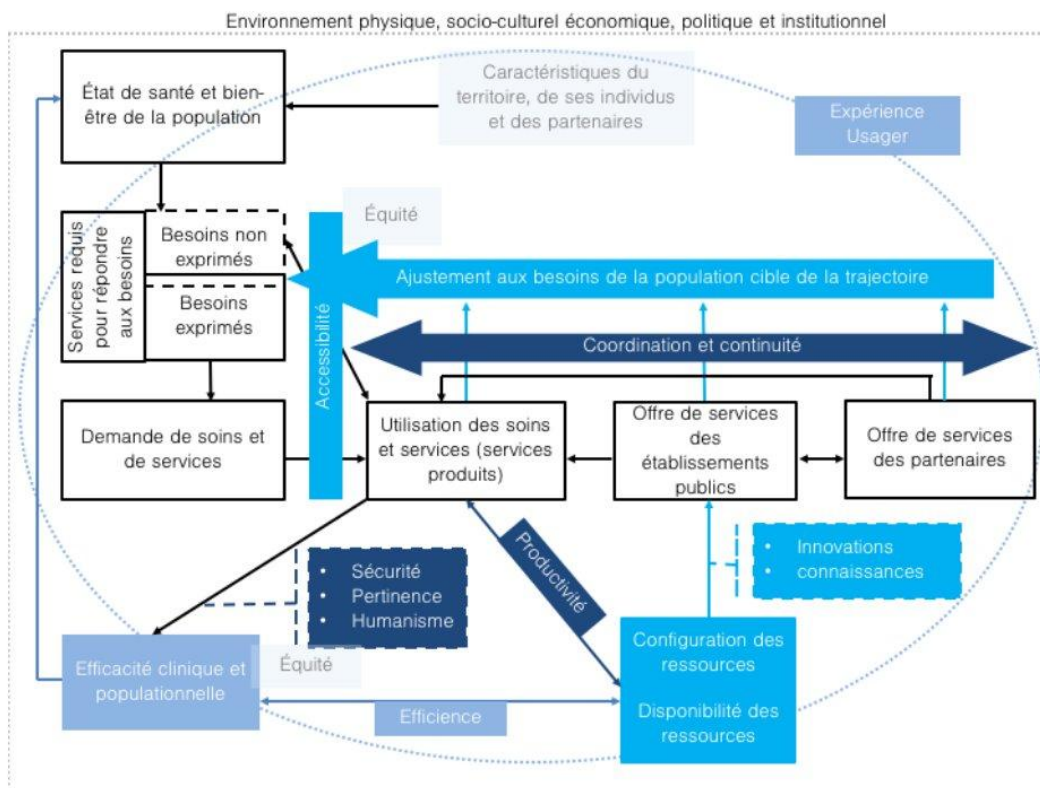 Environnement physique, socio-culturel économique, politique et institutionnel
État de santé et bien-
être de la population
Caractéristiques du
territoire, de ses individus
et des partenaires
Expérience
Usager
Équité
Services requis
pour répondre
aux besoins
Besoins non
exprimés
Besoins
exprimés
Accessibilité
Ajustement aux besoins de la population cible de la trajectoire
Coordination et continuité
Demande de soins et
de services
Utilisation des soins
et services (services
produits)
Offre de services
des
établissements
publics
Offre de services
des partenaires
• Sécurité
• Pertinence
• Humanisme
Productivité
• Innovations
• connaissances
Efficacité clinique et
populationnelle
Équité
Efficience
Configuration des
ressources
Disponibilité des
ressources